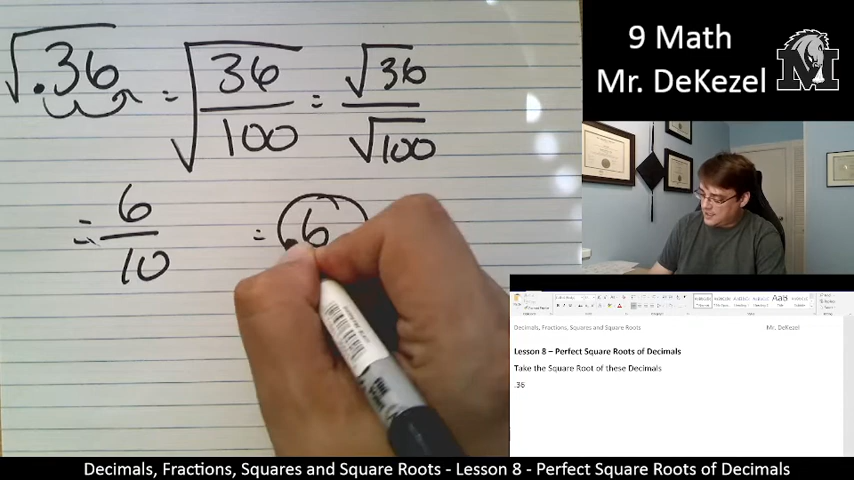 √.36 = √36/100 = √36/√100
= 6/10 = .6
9 Math
Mr. DeKezel
M
Decimals, Fractions, Squares and Square Roots Mr. DeKezel
Lesson 8 – Perfect Square Roots of Decimals
Take the Square Root of these Decimals
.36
Decimals, Fractions, Squares and Square Roots - Lesson 8 - Perfect Square Roots of Decimals